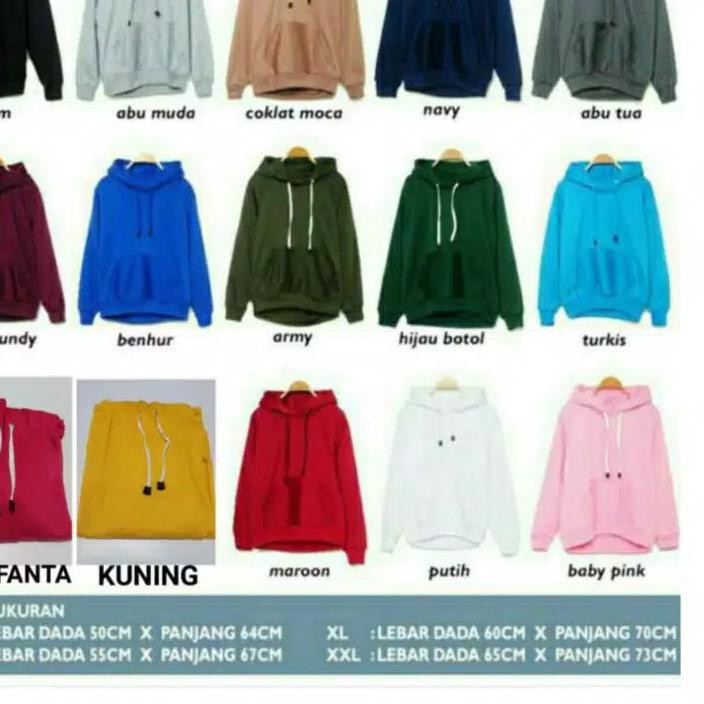 m abu muda coklat moca navy abu tua
undy benhur army hijau botol turkis
FANTA KUNING maroon putih baby pink
UKURAN
EBAR DADA 50CM X PANJANG 64CM XL : LEBAR DADA 60CM X PANJANG 70CM
EBAR DADA 55CM X PANJANG 67CM XXL : LEBAR DADA 65CM X PANJANG 73CM